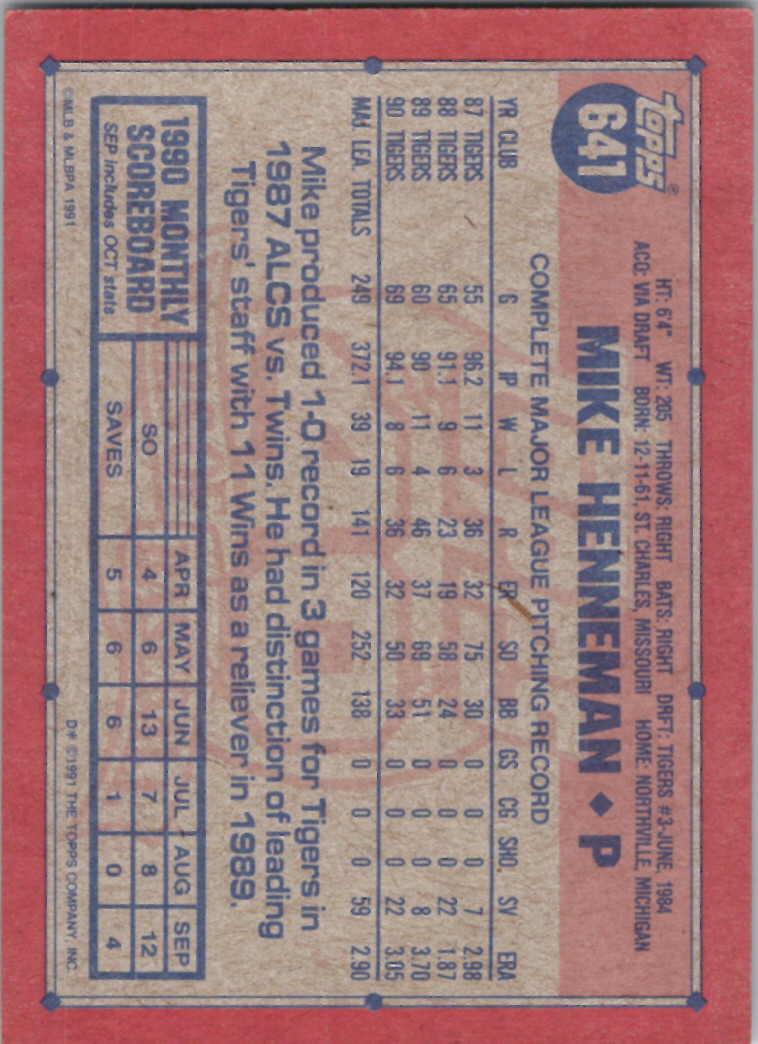 topps®
641
HT: 6'4" WT: 205 THROWS: RIGHT BATS: RIGHT DRFT: TIGERS #3-JUNE, 1984
ACQ: VIA DRAFT BORN: 12-11-61, ST. CHARLES, MISSOURI HOME: NORTHVILLE, MICHIGAN
MIKE HENNEMAN ♦ P
COMPLETE MAJOR LEAGUE PITCHING RECORD
YR CLUB G IP W L R ER SO BB GS CG SHO. SV ERA
87 TIGERS 55 96.2 11 3 36 32 75 30 0 0 0 7 2.98
88 TIGERS 65 91.1 9 6 23 19 58 24 0 0 0 22 1.87
89 TIGERS 60 90 11 4 46 37 69 51 0 0 0 8 3.70
90 TIGERS 69 94.1 8 6 36 32 50 33 0 0 0 22 3.05
MAJ. LEA. TOTALS 249 372.1 39 19 141 120 252 138 0 0 0 59 2.90
Mike produced 1-0 record in 3 games for Tigers in
1987 ALCS vs. Twins. He had distinction of leading
Tigers' staff with 11 Wins as a reliever in 1989.
1990 MONTHLY
SCOREBOARD
SEP includes OCT stats
APR MAY JUN JUL AUG SEP
SO 4 6 13 7 8 12
SAVES 5 6 6 1 0 4
©MLB & MLBPA 1991
D* ©1991 THE TOPPS COMPANY, INC.